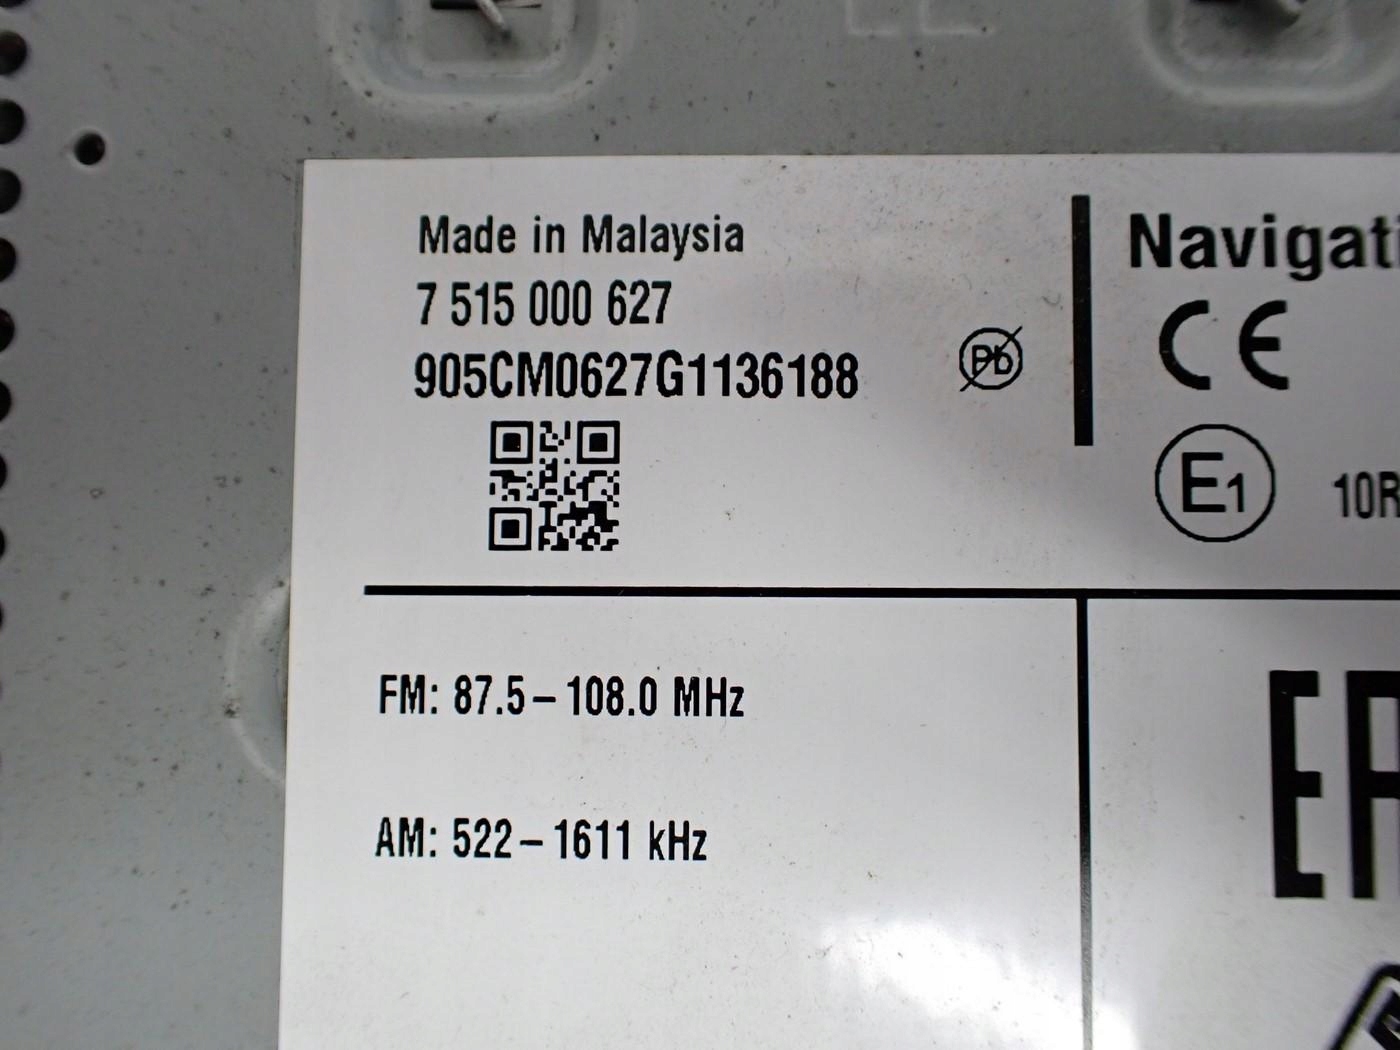 Made in Malaysia
7 515 000 627
905CM0627G1136188
Pb
Navigati
CE
E1
10R
FM: 87.5 – 108.0 MHz
AM: 522 – 1611 kHz